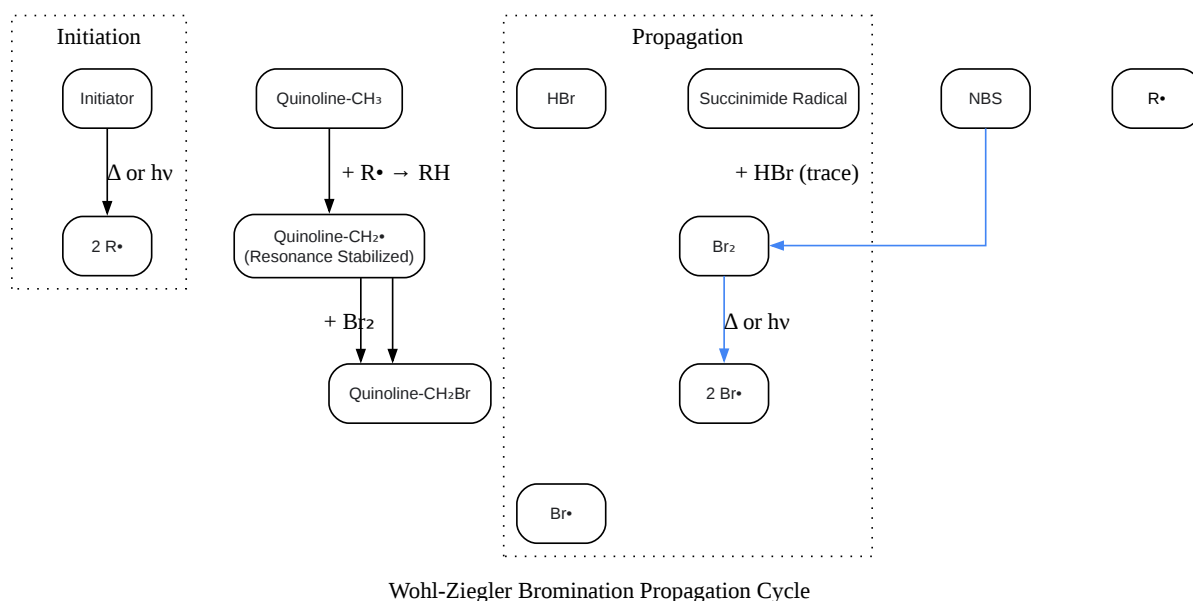 Initiation
Propagation
Initiator
Quinoline-CH₃
HBr
Succinimide Radical
NBS
R•
Δ or hν
+ R• → RH
+ HBr (trace)
2 R•
Quinoline-CH₂•
(Resonance Stabilized)
Br₂
+ Br₂
Δ or hν
Quinoline-CH₂Br
2 Br•
Br•
Wohl-Ziegler Bromination Propagation Cycle